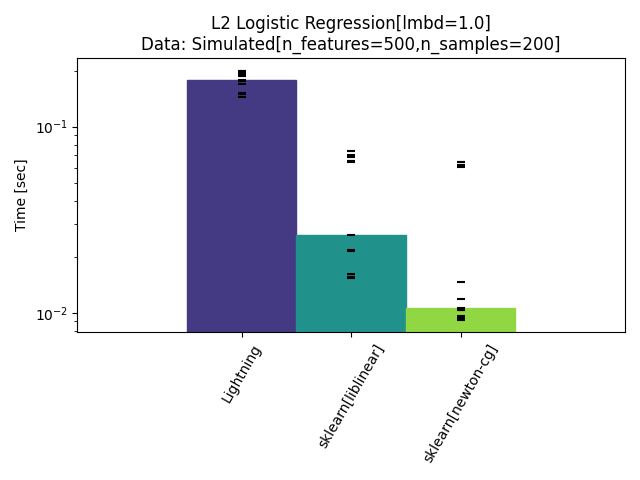 L2 Logistic Regression[lmbd=1.0]
Data: Simulated[n_features=500,n_samples=200]
Time [sec]
10⁻¹
10⁻²
Lightning
sklearn[liblinear]
sklearn[newton-cg]